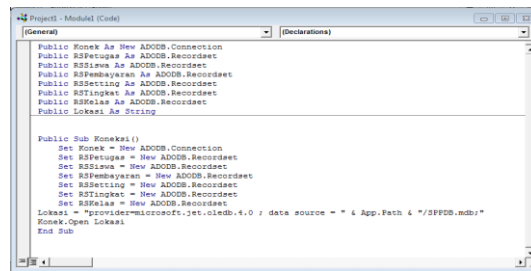 Project1 - Module1 (Code)
(General)
(Declarations)
Public Konek As New ADODB.Connection
Public RSPetugas As ADODB.Recordset
Public RSSiswa As ADODB.Recordset
Public RSPembayaran As ADODB.Recordset
Public RSSetting As ADODB.Recordset
Public RSTingkat As ADODB.Recordset
Public RSKelas As ADODB.Recordset
Public Lokasi As String
Public Sub Koneksi()
Set Konek = New ADODB.Connection
Set RSPetugas = New ADODB.Recordset
Set RSSiswa = New ADODB.Recordset
Set RSPembayaran = New ADODB.Recordset
Set RSSetting = New ADODB.Recordset
Set RSTingkat = New ADODB.Recordset
Set RSKelas = New ADODB.Recordset
Lokasi = "provider=microsoft.jet.oledb.4.0 ; data source = " & App.Path & "/SPPDB.mdb;"
Konek.Open Lokasi
End Sub